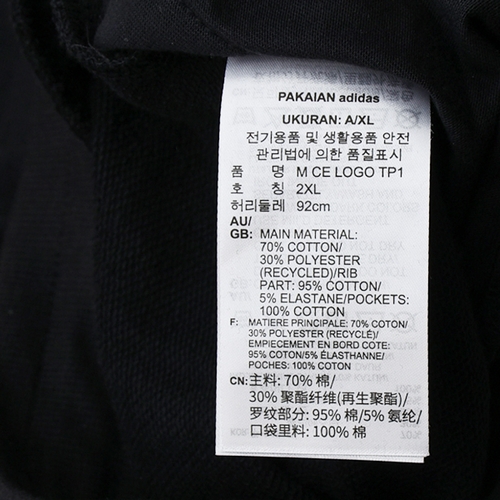 PAKAIAN adidas
UKURAN: A/XL
전기용품 및 생활용품 안전
관리법에 의한 품질표시
품 명 M CE LOGO TP1
호 칭 2XL
허리둘레 92cm
AU/
GB: MAIN MATERIAL:
70% COTTON/
30% POLYESTER
(RECYCLED)/RIB
PART: 95% COTTON/
5% ELASTANE/POCKETS:
100% COTTON
F: MATIERE PRINCIPALE: 70% COTON/
30% POLYESTER (RECYCLÉ)/
EMPIECEMENT EN BORD COTE:
95% COTON/5% ÉLASTHANNE/
POCHES: 100% COTON
CN: 主料: 70% 棉/
30% 聚酯纤维(再生聚酯)/
罗纹部分: 95% 棉/5% 氨纶/
口袋里料: 100% 棉